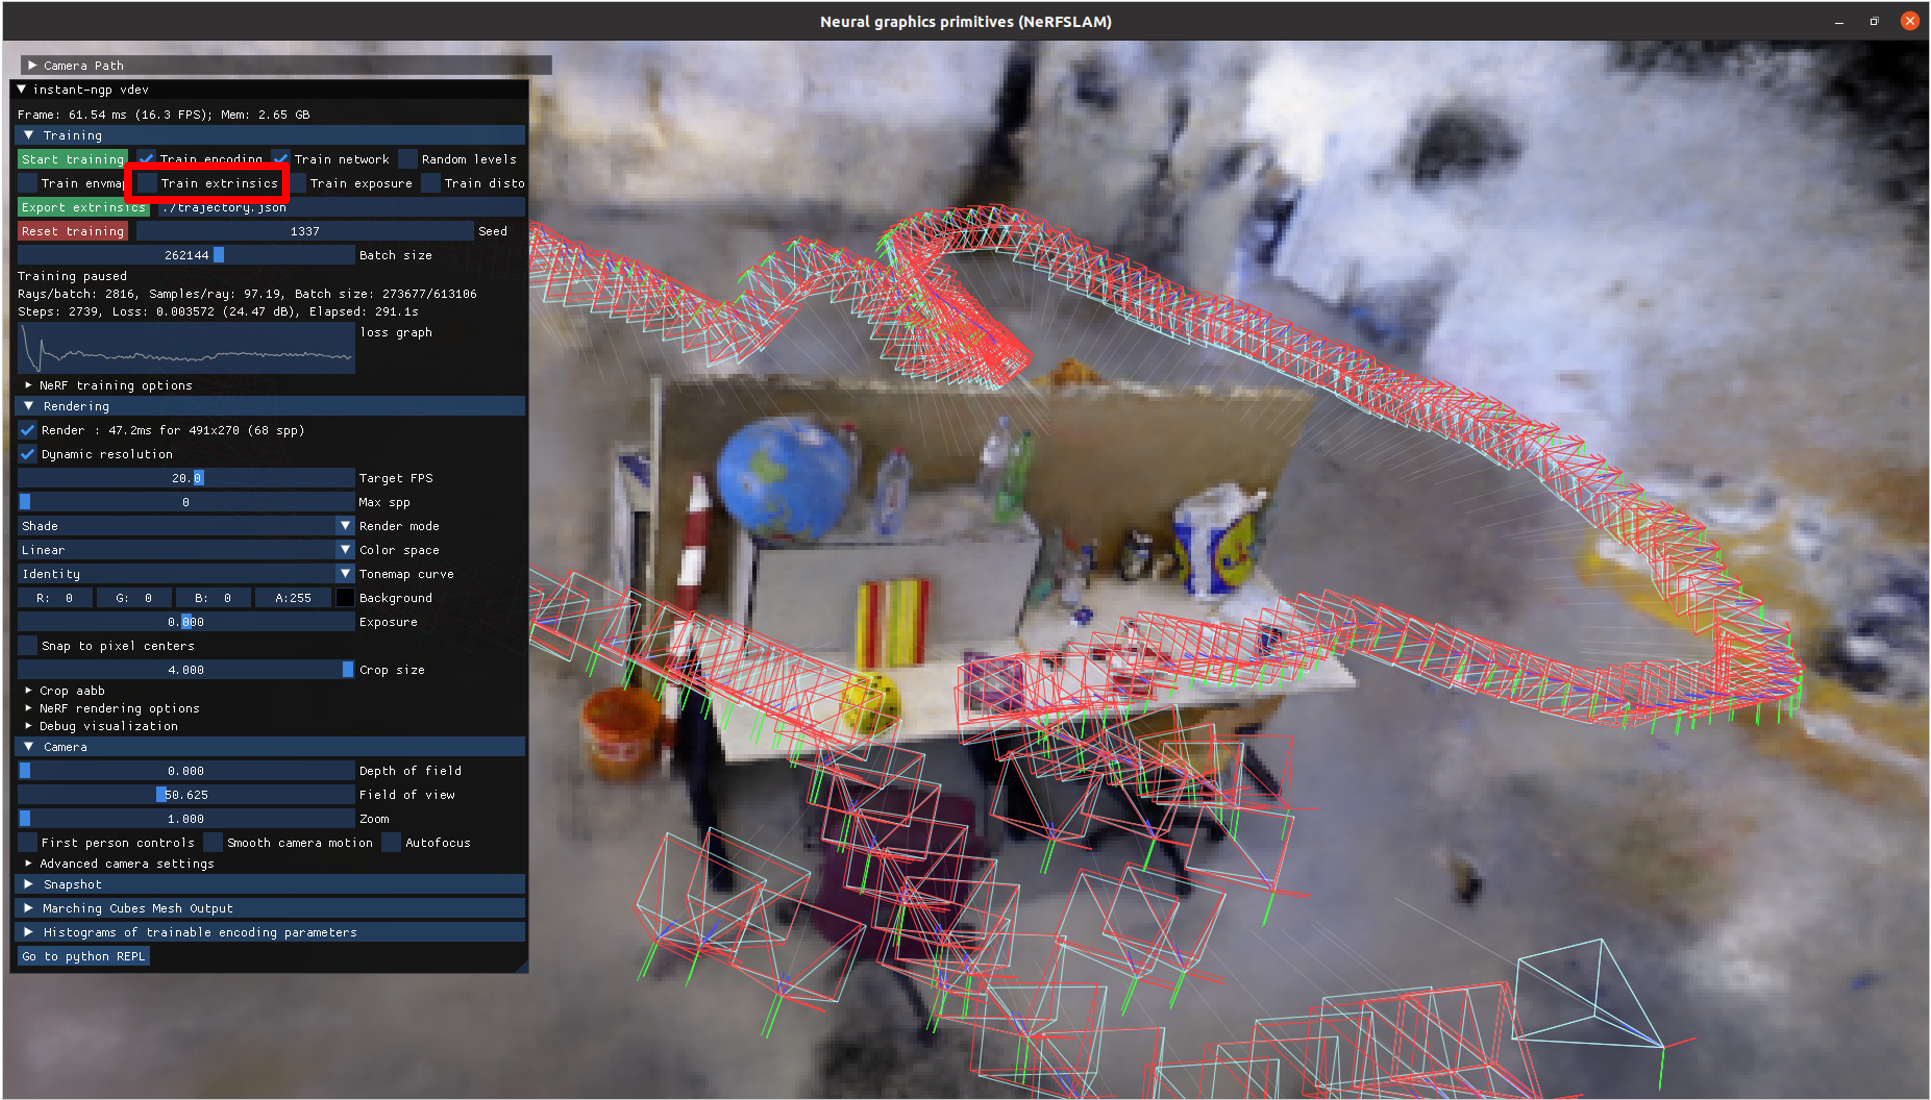 Neural graphics primitives (NeRFSLAM)
Camera Path
instant-ngp vdev
Frame: 61.54 ms (16.3 FPS); Mem: 2.65 GB
Training
Start training Train encoding Train network Random levels
Train envmap Train extrinsics Train exposure Train disto
Export extrinsics ./trajectory.json
Reset training 1337 Seed
262144 Batch size
Training paused
Rays/batch: 2816, Samples/ray: 97.19, Batch size: 273677/613106
Steps: 2739, Loss: 0.003572 (24.47 dB), Elapsed: 291.1s
loss graph
NeRF training options
Rendering
Render : 47.2ms for 491x270 (68 spp)
Dynamic resolution
20.0 Target FPS
0 Max spp
Shade Render mode
Linear Color space
Identity Tonemap curve
R: 0 G: 0 B: 0 A:255 Background
0.000 Exposure
Snap to pixel centers
4.000 Crop size
Crop aabb
NeRF rendering options
Debug visualization
Camera
0.000 Depth of field
50.625 Field of view
1.000 Zoom
First person controls Smooth camera motion Autofocus
Advanced camera settings
Snapshot
Marching Cubes Mesh Output
Histograms of trainable encoding parameters
Go to python REPL